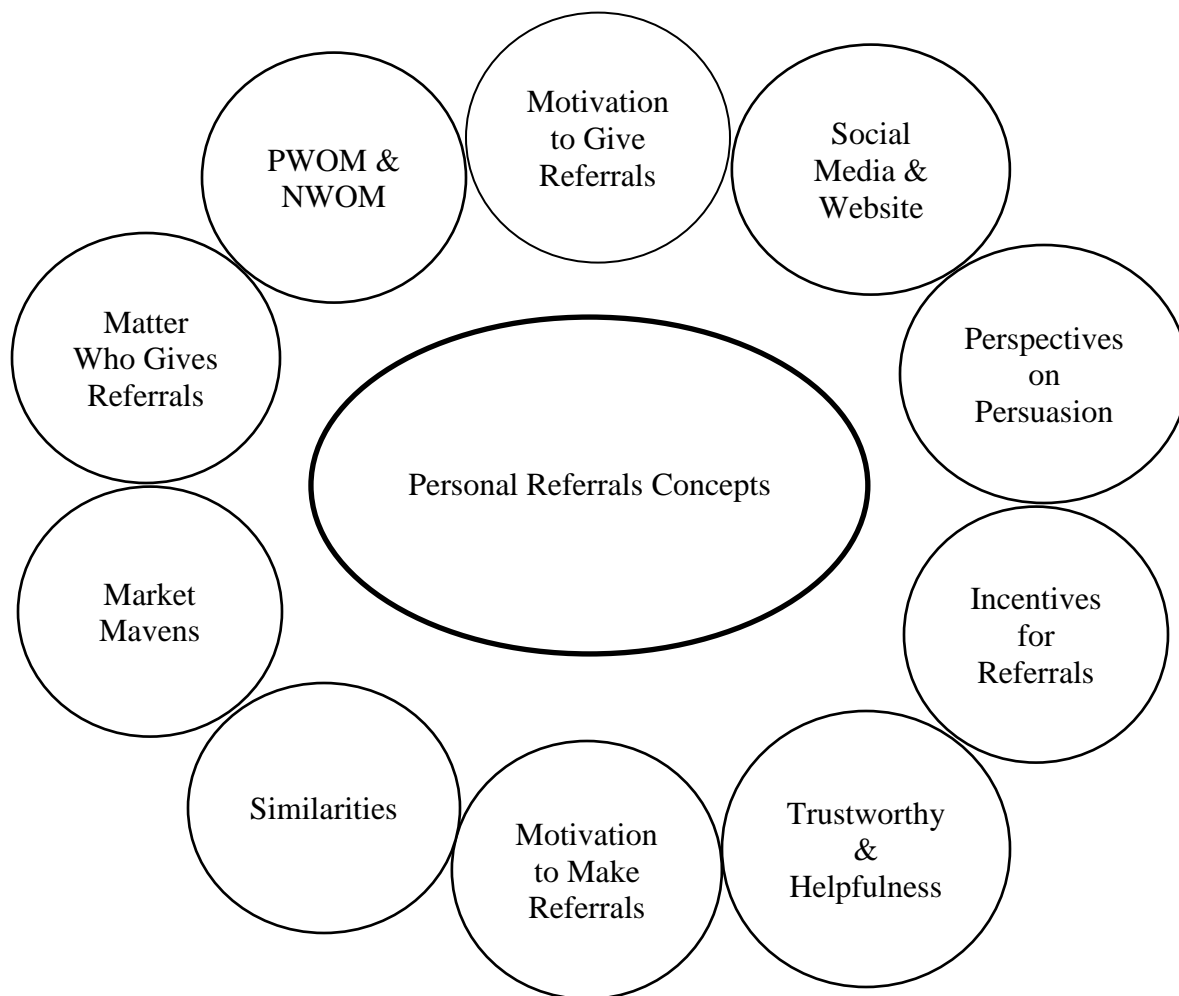 Motivation
to Give
Referrals
Social
Media &
Website
PWOM &
NWOM
Perspectives
on
Persuasion
Matter
Who Gives
Referrals
Personal Referrals Concepts
Incentives
for
Referrals
Market
Mavens
Trustworthy
&
Helpfulness
Similarities
Motivation
to Make
Referrals